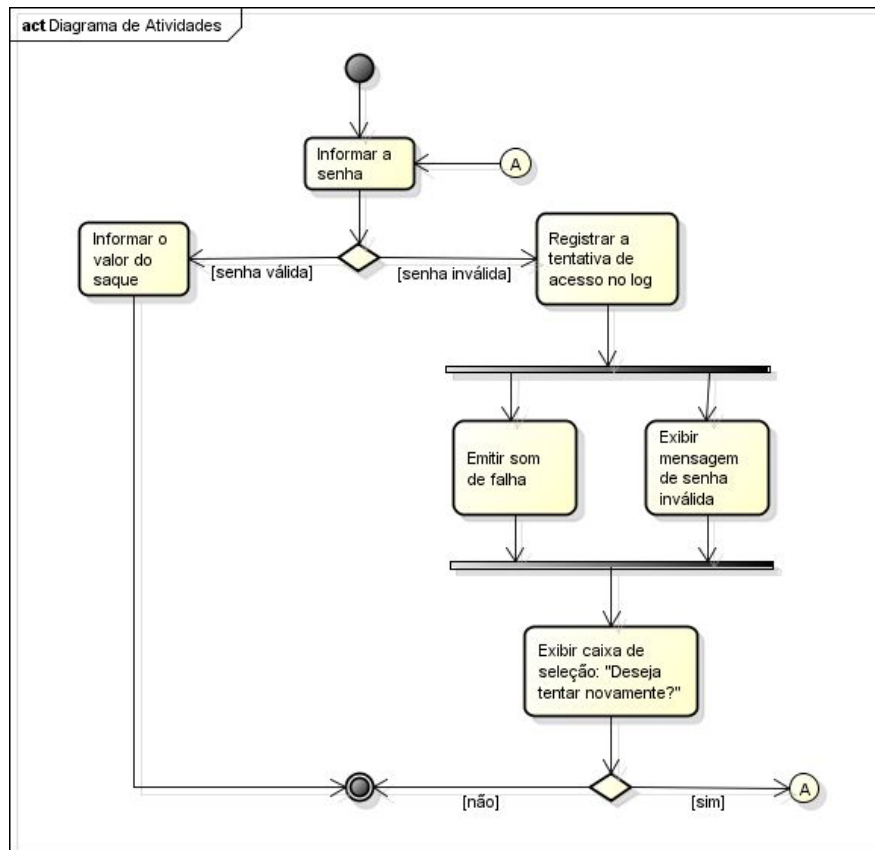 act Diagrama de Atividades
Informar a
senha
A
Informar o
valor do
saque
[senha válida]
[senha inválida]
Registrar a
tentativa de
acesso no log
Emitir som
de falha
Exibir
mensagem
de senha
inválida
Exibir caixa de
seleção: "Deseja
tentar novamente?"
[não]
[sim]
A